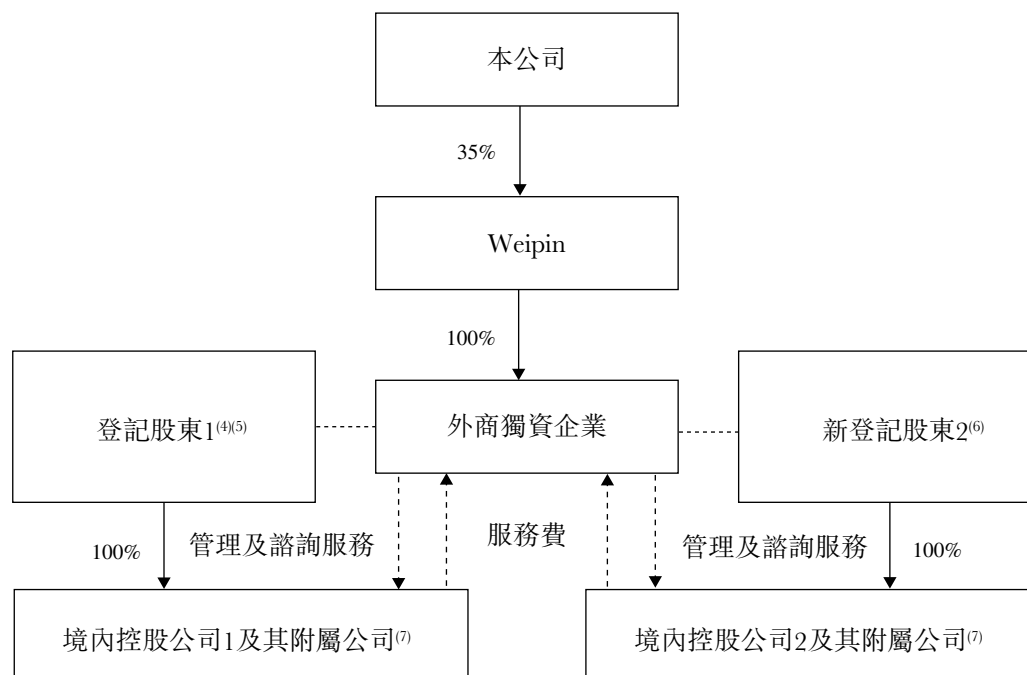 本公司
35%
Weipin
100%
登記股東1(4)(5)
外商獨資企業
新登記股東2(6)
100%
管理及諮詢服務
服務費
管理及諮詢服務
100%
境內控股公司1及其附屬公司(7)
境內控股公司2及其附屬公司(7)